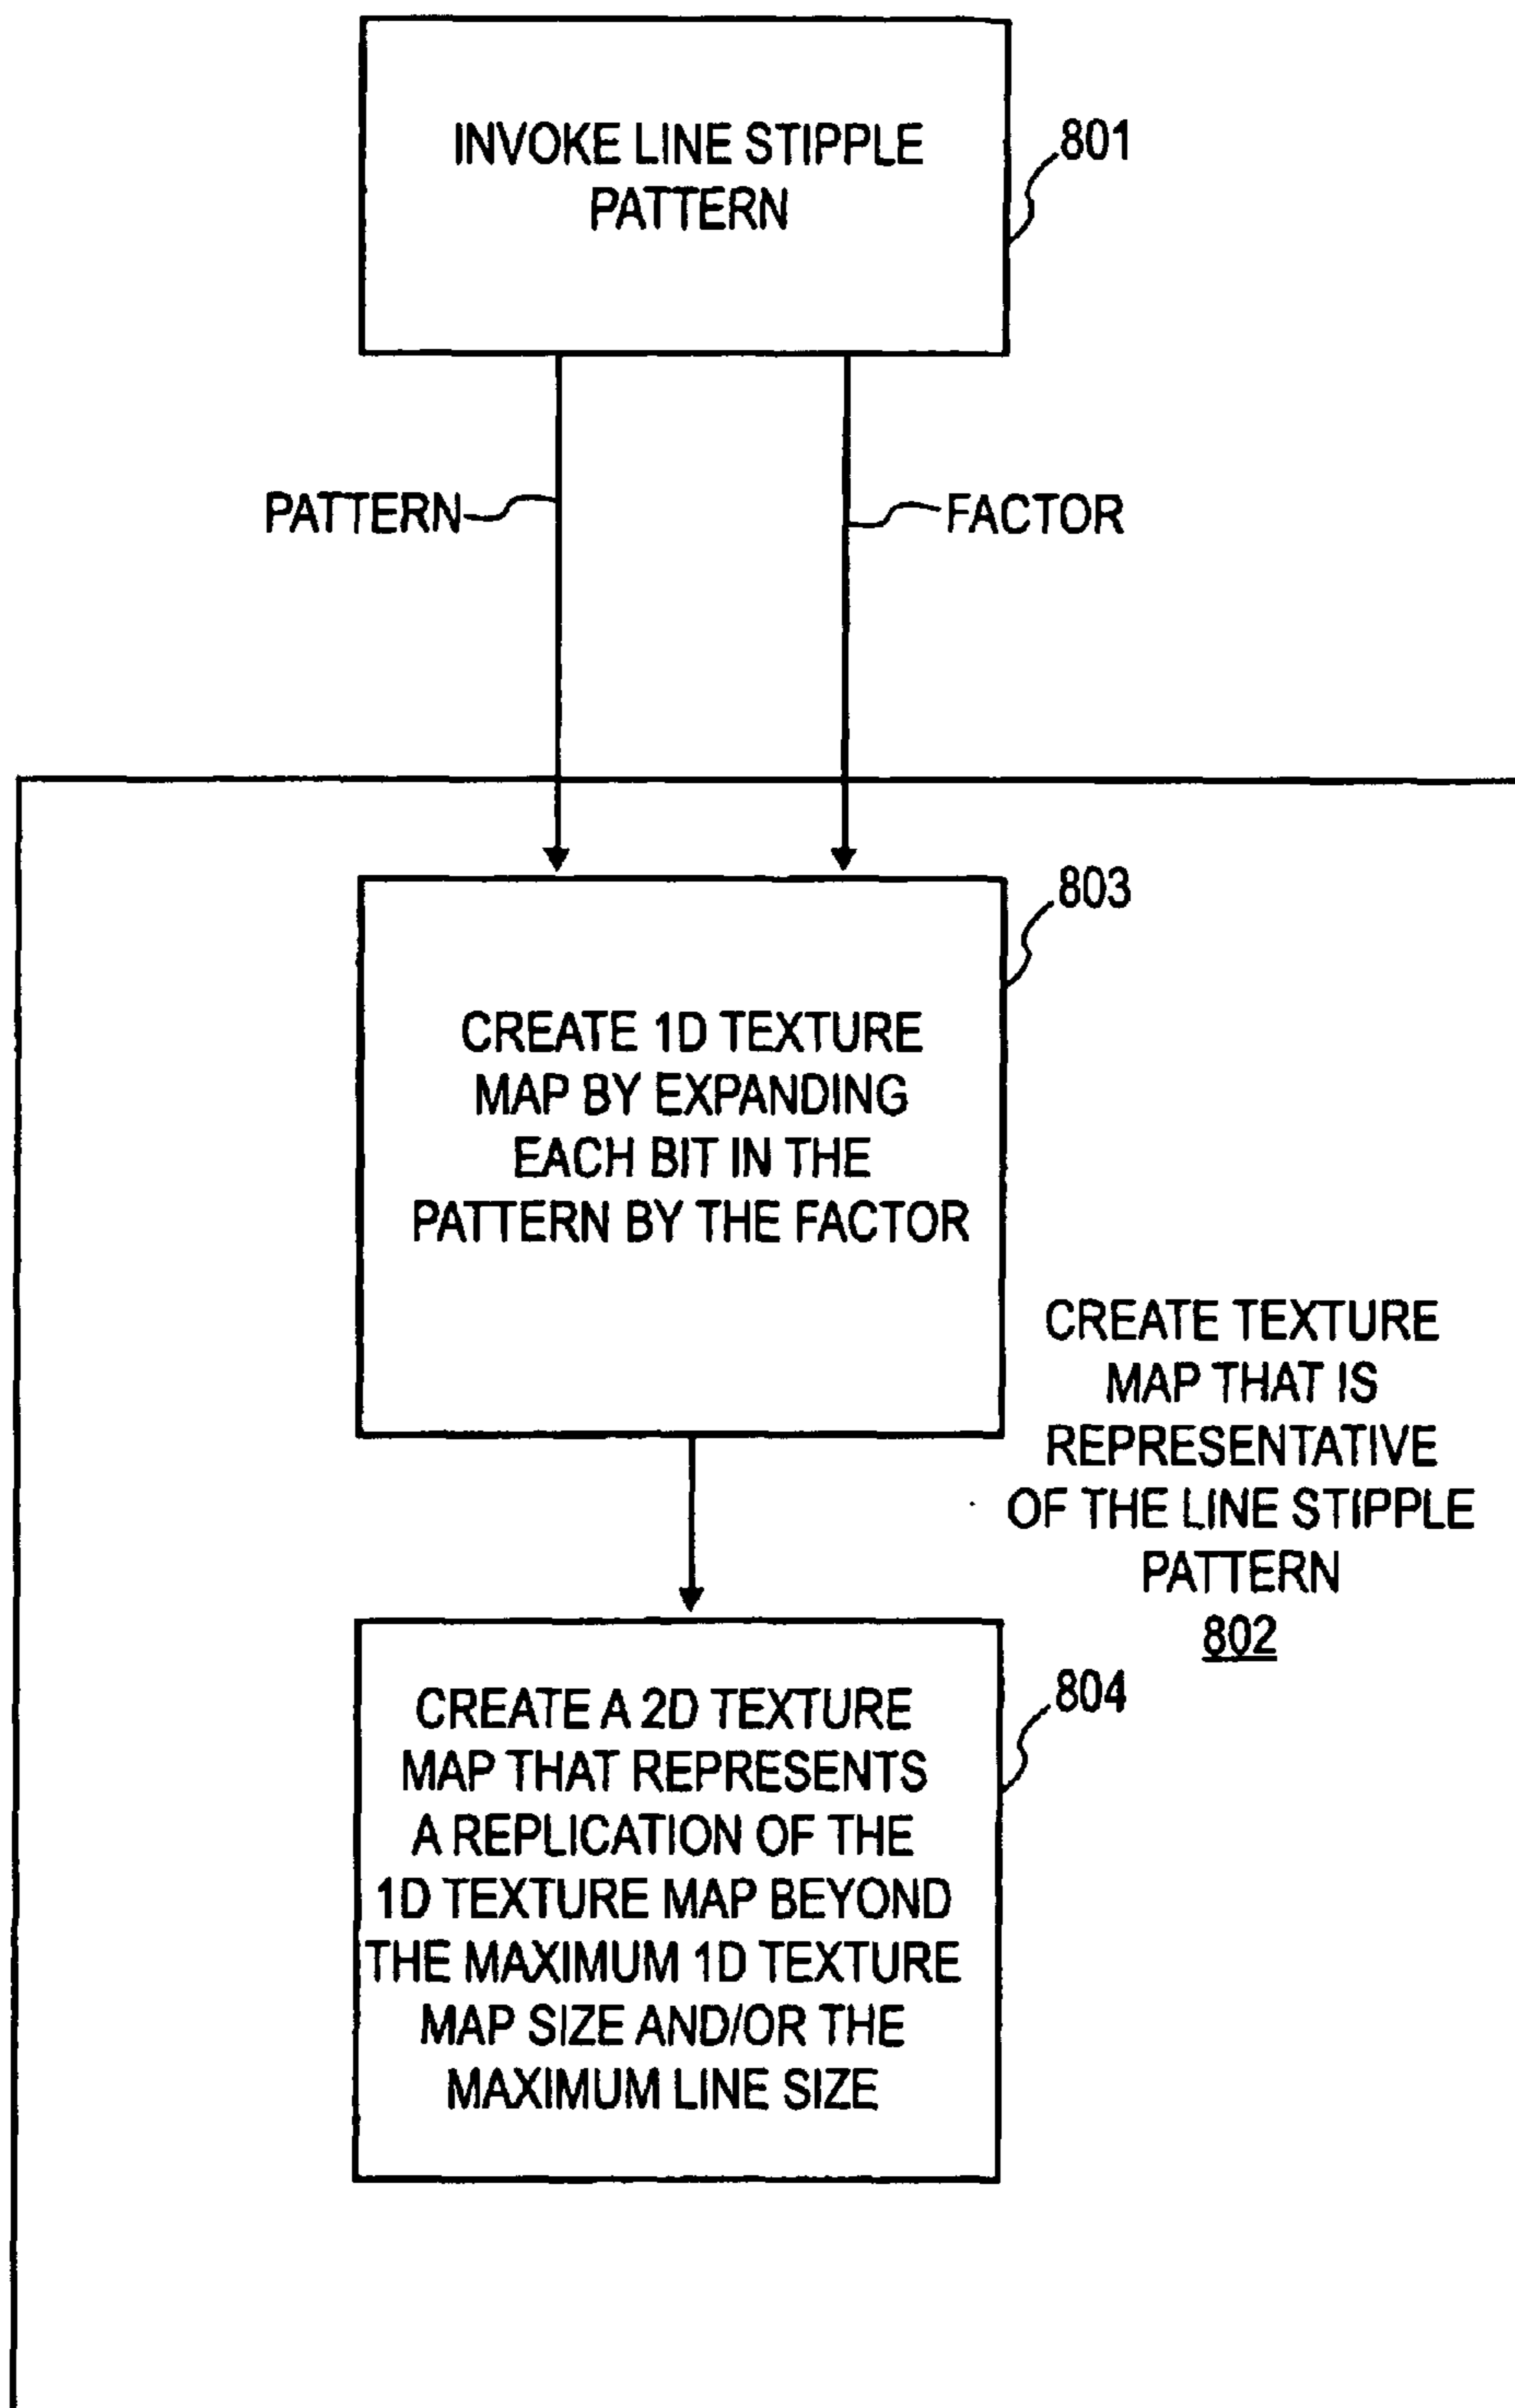 INVOKE LINE STIPPLE
PATTERN
801
PATTERN
FACTOR
803
CREATE 1D TEXTURE
MAP BY EXPANDING
EACH BIT IN THE
PATTERN BY THE FACTOR
CREATE TEXTURE
MAP THAT IS
REPRESENTATIVE
OF THE LINE STIPPLE
PATTERN
802
804
CREATE A 2D TEXTURE
MAP THAT REPRESENTS
A REPLICATION OF THE
1D TEXTURE MAP BEYOND
THE MAXIMUM 1D TEXTURE
MAP SIZE AND/OR THE
MAXIMUM LINE SIZE